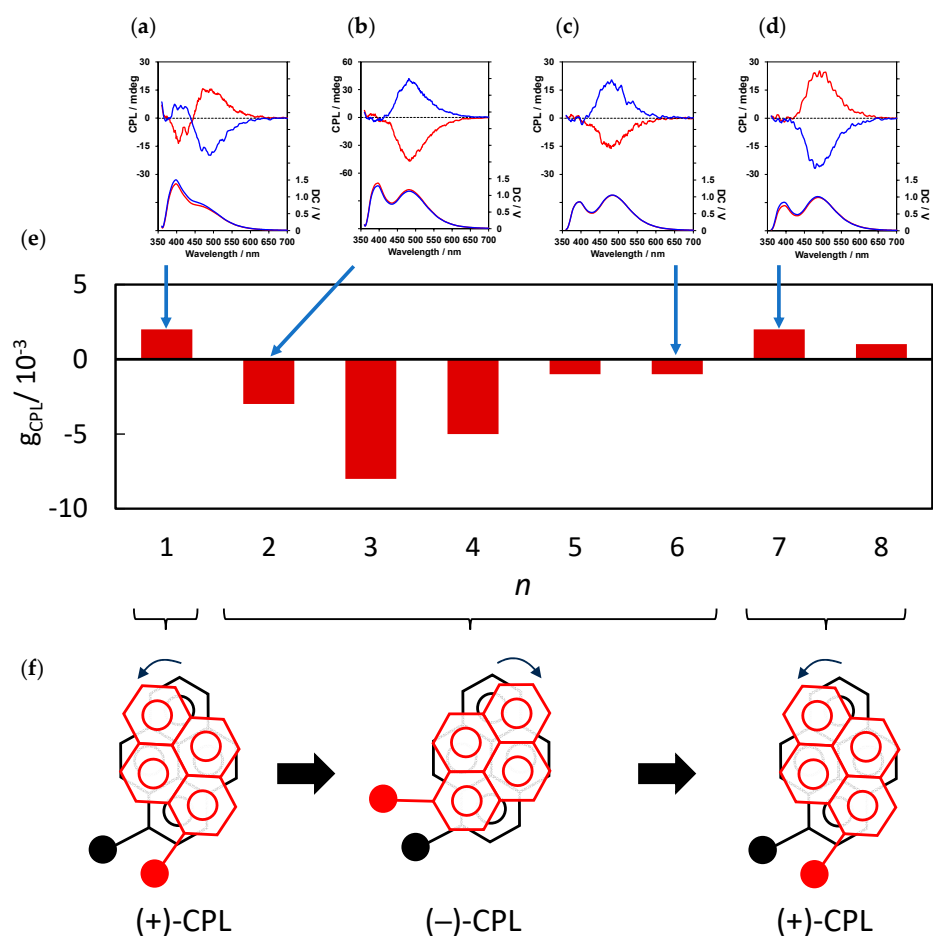 (a)
(b)
(c)
(d)
30
15
0
-15
-30
CPL / mdeg
1.5
1.0
0.5
0
DC / V
350 400 450 500 550 600 650 700
Wavelength / nm
60
30
0
-30
-60
CPL / mdeg
1.5
1.0
0.5
0
DC / V
350 400 450 500 550 600 650 700
Wavelength / nm
30
15
0
-15
-30
CPL / mdeg
1.5
1.0
0.5
0
DC / V
350 400 450 500 550 600 650 700
Wavelength / nm
30
15
0
-15
-30
CPL / mdeg
1.5
1.0
0.5
0
DC / V
350 400 450 500 550 600 650 700
Wavelength / nm
(e)
5
0
-5
-10
gCPL/ 10-3
1 2 3 4 5 6 7 8
n
(f)
(+)-CPL (−)-CPL (+)-CPL